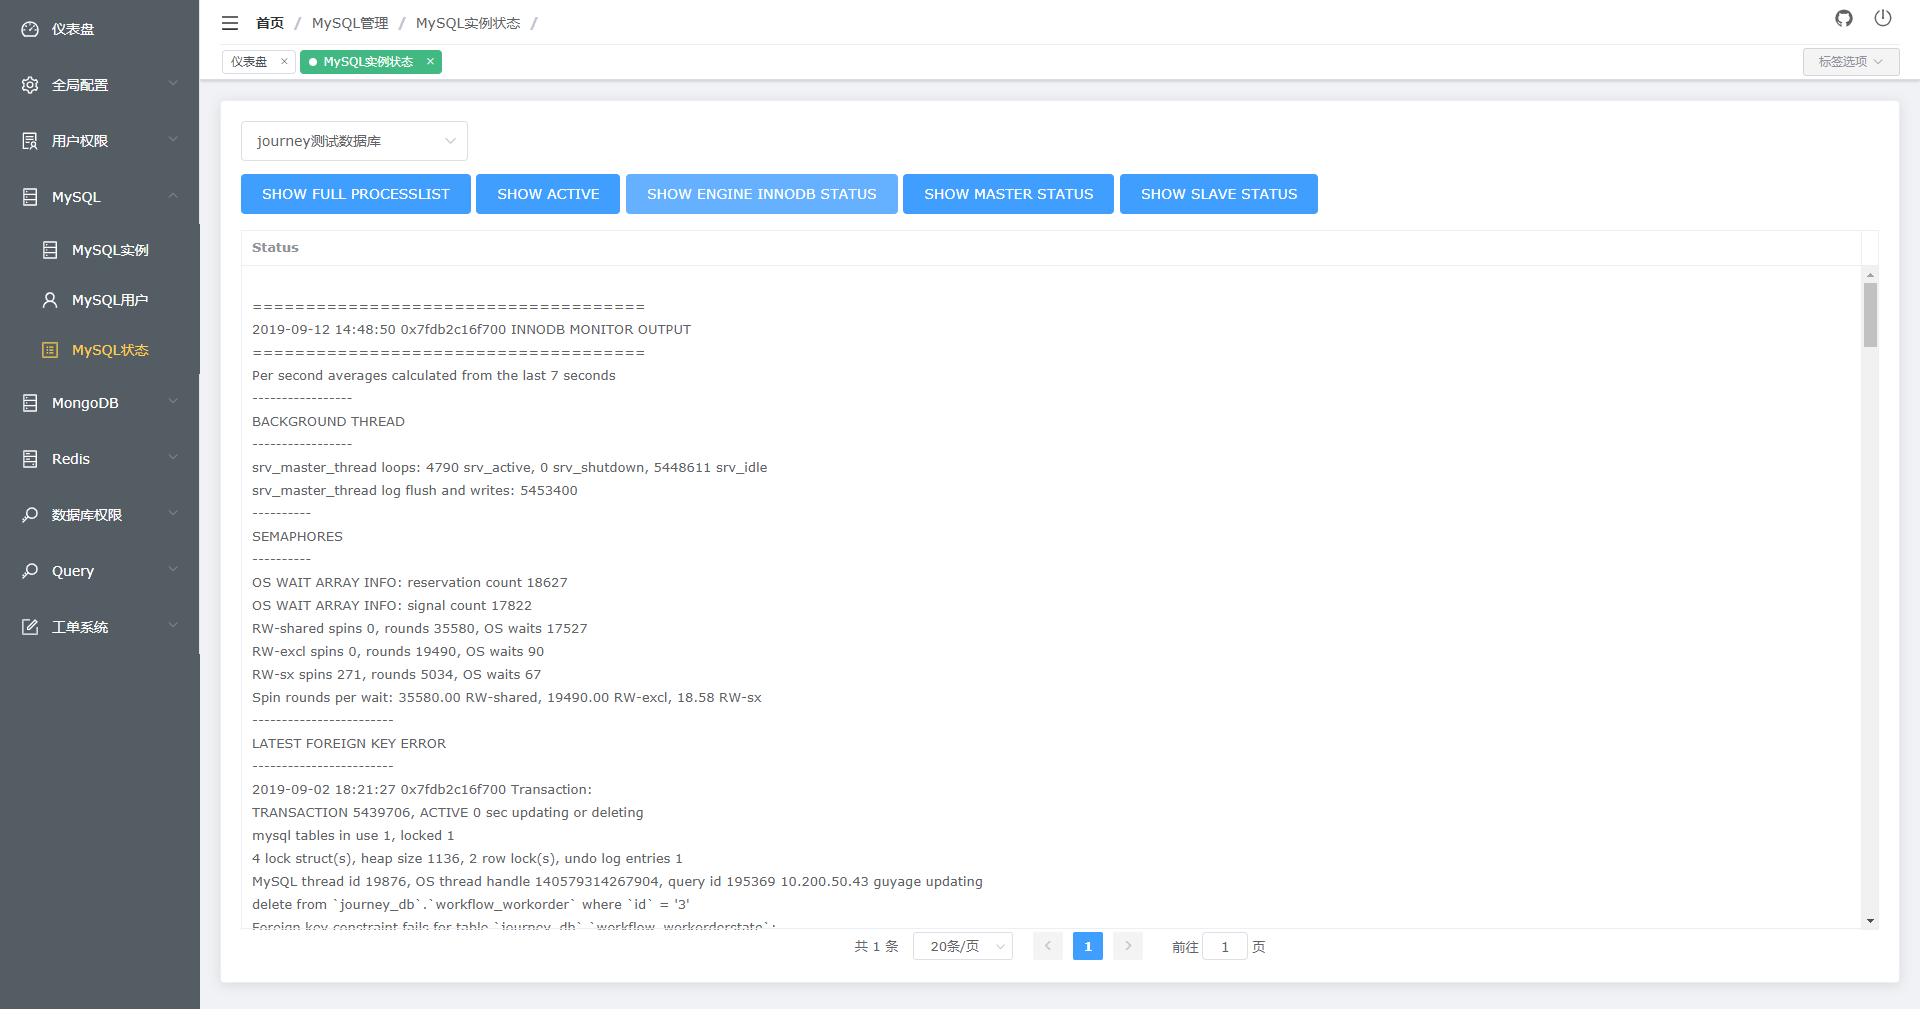 仪表盘
全局配置
用户权限
MySQL
MySQL实例
MySQL用户
MySQL状态
MongoDB
Redis
数据库权限
Query
工单系统
首页 / MySQL管理 / MySQL实例状态 /
仪表盘 × MySQL实例状态 × 标签选项
journey测试数据库
SHOW FULL PROCESSLIST SHOW ACTIVE SHOW ENGINE INNODB STATUS SHOW MASTER STATUS SHOW SLAVE STATUS
Status
=====================================
2019-09-12 14:48:50 0x7fdb2c16f700 INNODB MONITOR OUTPUT
=====================================
Per second averages calculated from the last 7 seconds
-----------------
BACKGROUND THREAD
-----------------
srv_master_thread loops: 4790 srv_active, 0 srv_shutdown, 5448611 srv_idle
srv_master_thread log flush and writes: 5453400
----------
SEMAPHORES
----------
OS WAIT ARRAY INFO: reservation count 18627
OS WAIT ARRAY INFO: signal count 17822
RW-shared spins 0, rounds 35580, OS waits 17527
RW-excl spins 0, rounds 19490, OS waits 90
RW-sx spins 271, rounds 5034, OS waits 67
Spin rounds per wait: 35580.00 RW-shared, 19490.00 RW-excl, 18.58 RW-sx
------------------------
LATEST FOREIGN KEY ERROR
------------------------
2019-09-02 18:21:27 0x7fdb2c16f700 Transaction:
TRANSACTION 5439706, ACTIVE 0 sec updating or deleting
mysql tables in use 1, locked 1
4 lock struct(s), heap size 1136, 2 row lock(s), undo log entries 1
MySQL thread id 19876, OS thread handle 140579314267904, query id 195369 10.200.50.43 guyage updating
delete from `journey_db`.`workflow_workorder` where `id` = '3'
Foreign key constraint fails for table `journey_db`.`workflow_workorderstate`:
共 1 条 20条/页 1 前往 1 页